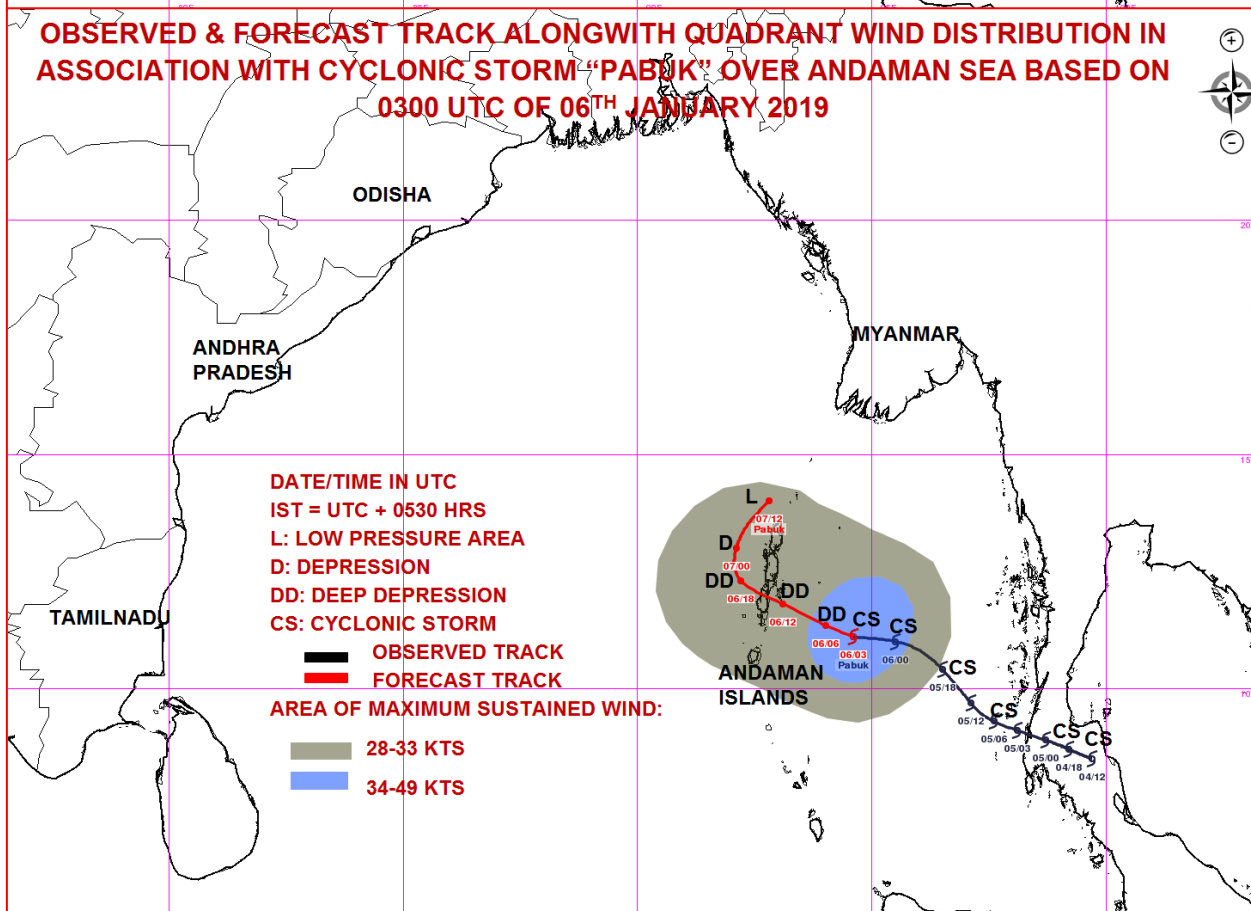 OBSERVED & FORECAST TRACK ALONGWITH QUADRANT WIND DISTRIBUTION IN
ASSOCIATION WITH CYCLONIC STORM “PABUK” OVER ANDAMAN SEA BASED ON
0300 UTC OF 06TH JANUARY 2019
ODISHA
20
MYANMAR
ANDHRA
PRADESH
15
DATE/TIME IN UTC
IST = UTC + 0530 HRS
L: LOW PRESSURE AREA
D: DEPRESSION
DD: DEEP DEPRESSION
CS: CYCLONIC STORM
OBSERVED TRACK
FORECAST TRACK
AREA OF MAXIMUM SUSTAINED WIND:
28-33 KTS
34-49 KTS
TAMILNADU
L
07/12
Pabuk
D
07/00
DD
06/18
DD
06/12
DD
06/06
CS
06/03
Pabuk
CS
06/00
ANDAMAN
ISLANDS
CS
05/18
10
05/12
CS
05/06
05/03
CS
05/00
04/18
CS
04/12